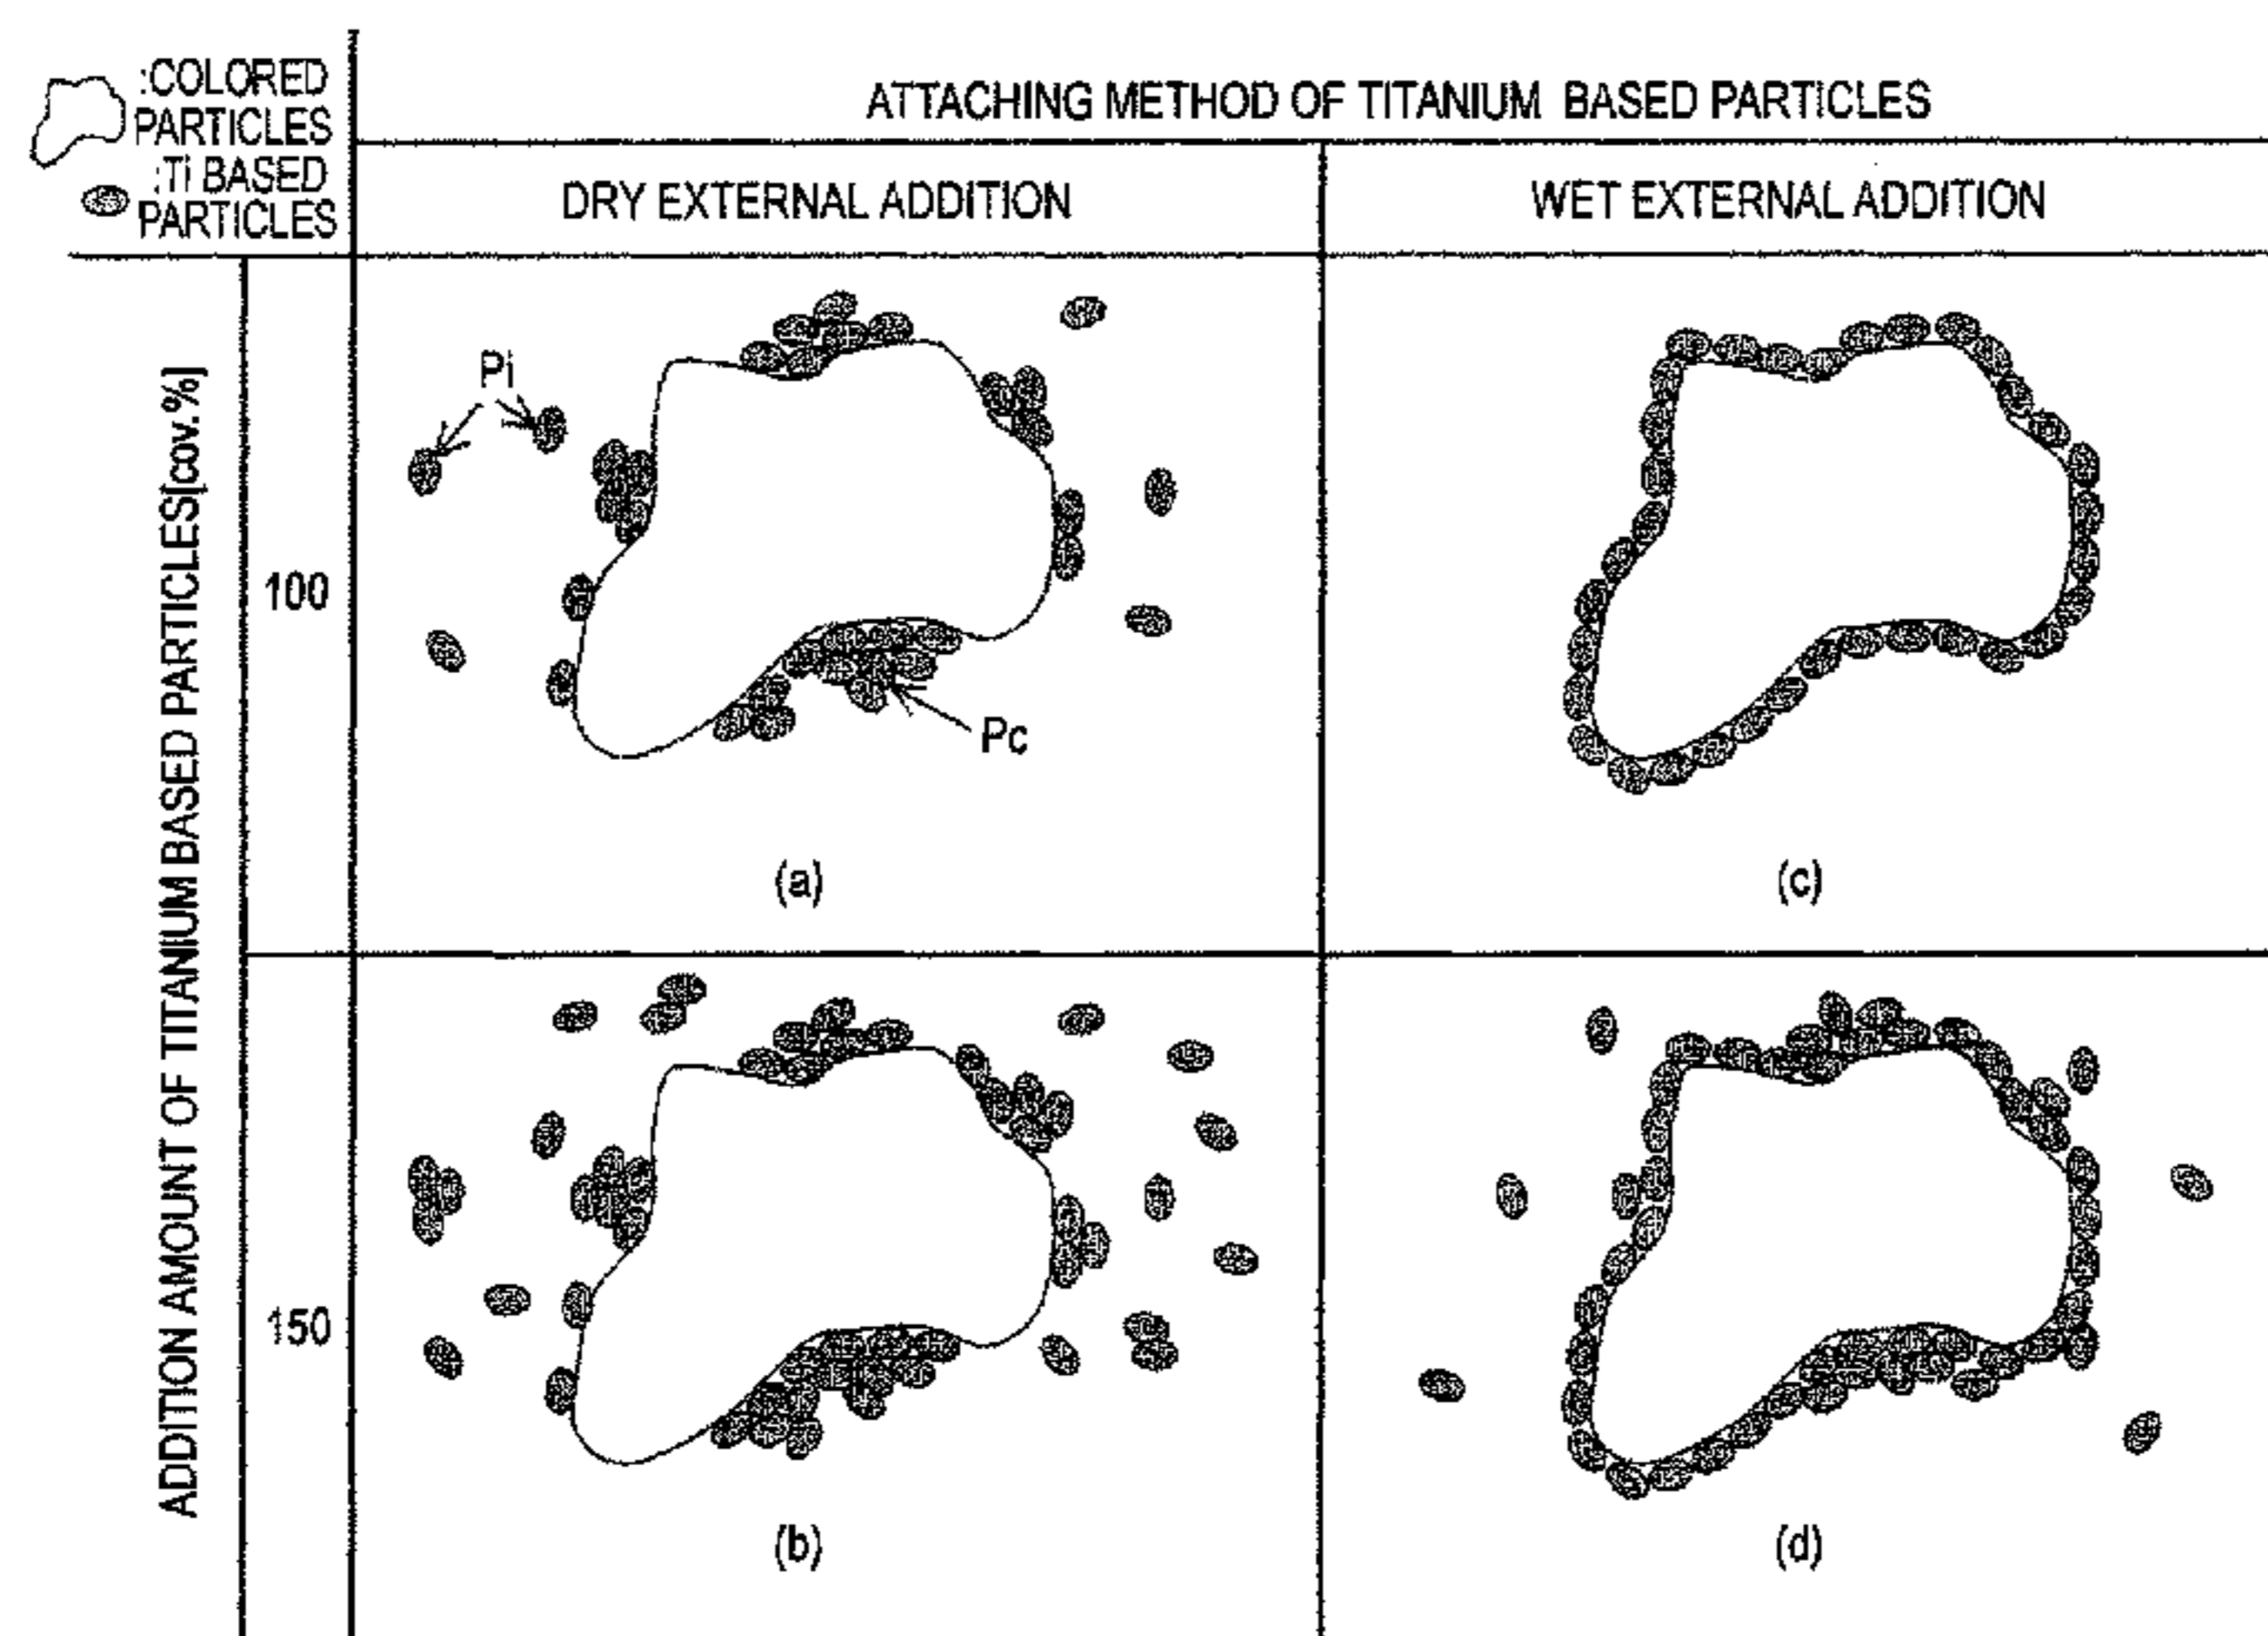 :COLORED
PARTICLES
:Ti BASED
PARTICLES
ATTACHING METHOD OF TITANIUM BASED PARTICLES
DRY EXTERNAL ADDITION
WET EXTERNAL ADDITION
ADDITION AMOUNT OF TITANIUM BASED PARTICLES[cov.%]
100
Pi
Pc
(a)
(c)
150
(b)
(d)